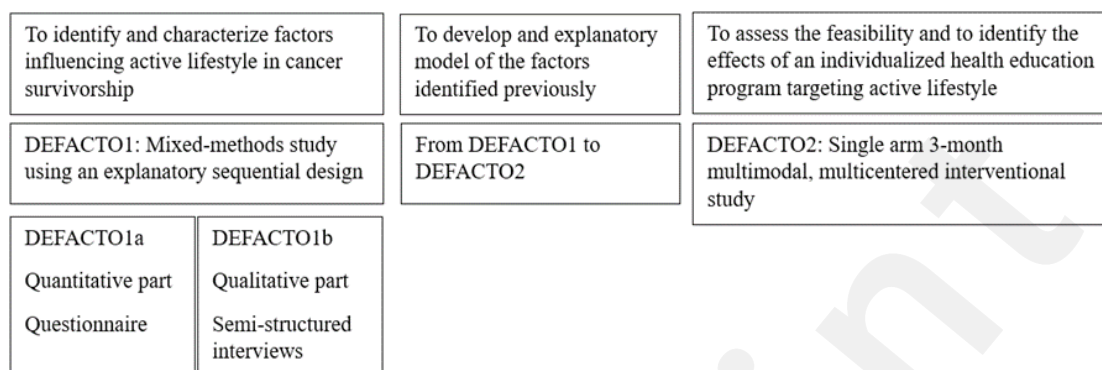 To identify and characterize factors
influencing active lifestyle in cancer
survivorship
To develop and explanatory
model of the factors
identified previously
To assess the feasibility and to identify the
effects of an individualized health education
program targeting active lifestyle
DEFACTO1: Mixed-methods study
using an explanatory sequential design
From DEFACTO1 to
DEFACTO2
DEFACTO2: Single arm 3-month
multimodal, multicentered interventional
study
DEFACTO1a
Quantitative part
Questionnaire
DEFACTO1b
Qualitative part
Semi-structured
interviews
int